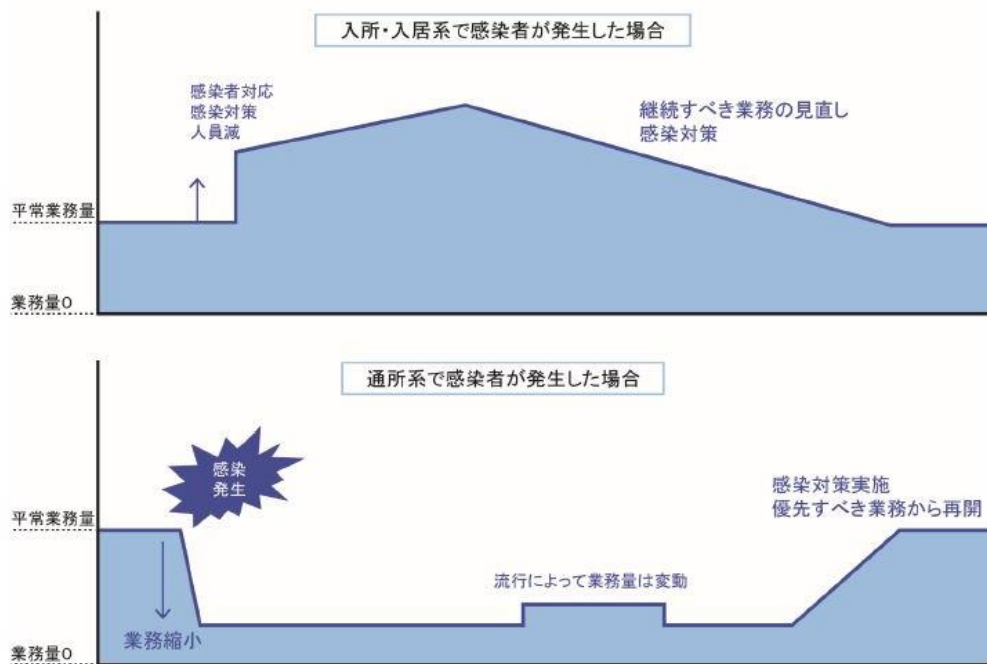 入所・入居系で感染者が発生した場合
感染者対応
感染対策
人員減
継続すべき業務の見直し
感染対策
平常業務量
業務量0
通所系で感染者が発生した場合
感染
発生
感染対策実施
優先すべき業務から再開
平常業務量
流行によって業務量は変動
業務縮小
業務量0